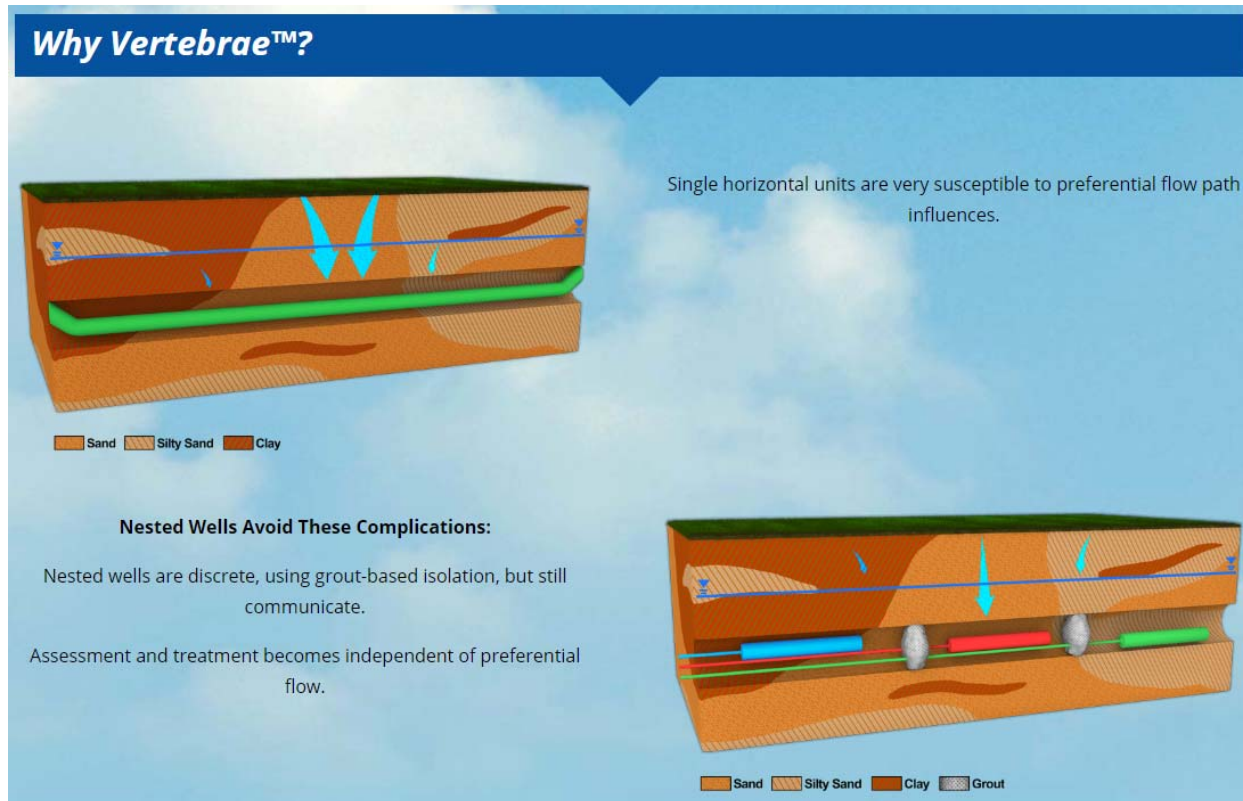 Why Vertebrae™?
Single horizontal units are very susceptible to preferential flow path
influences.
Sand Silty Sand Clay
Nested Wells Avoid These Complications:
Nested wells are discrete, using grout-based isolation, but still
communicate.
Assessment and treatment becomes independent of preferential
flow.
Sand Silty Sand Clay Grout